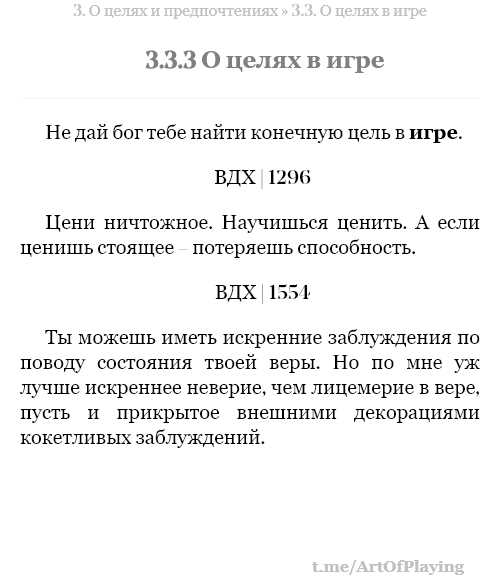 3. О целях и предпочтениях » 3.3. О целях в игре
3.3.3 О целях в игре
Не дай бог тебе найти конечную цель в игре.
ВДХ | 1296
Цени ничтожное. Научишься ценить. А если
ценишь стоящее – потеряешь способность.
ВДХ | 1554
Ты можешь иметь искренние заблуждения по
поводу состояния твоей веры. Но по мне уж
лучше искреннее неверие, чем лицемерие в вере,
пусть и прикрытое внешними декорациями
кокетливых заблуждений.
t.me/ArtOfPlaying